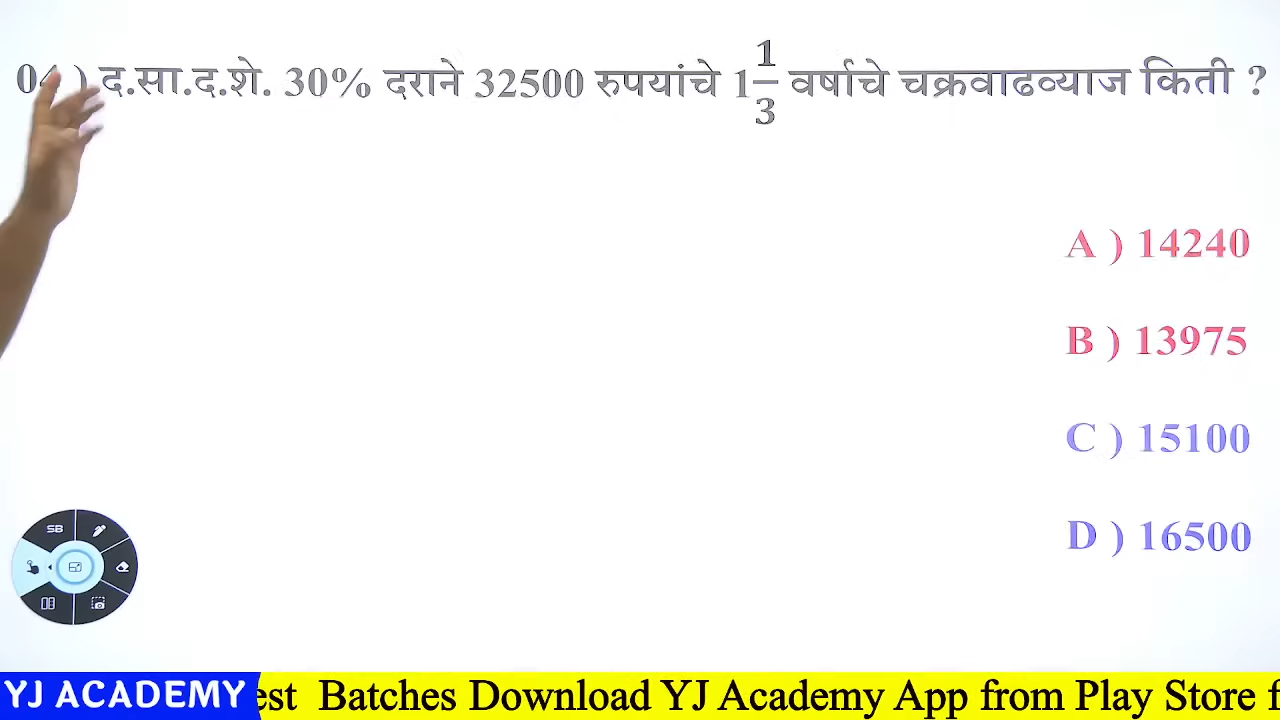 04 ) द.सा.द.शे. 30% दराने 32500 रुपयांचे 1 1/3 वर्षाचे चक्रवाढव्याज किती ?
A ) 14240
B ) 13975
C ) 15100
D ) 16500
SB
YJ ACADEMY est Batches Download YJ Academy App from Play Store f